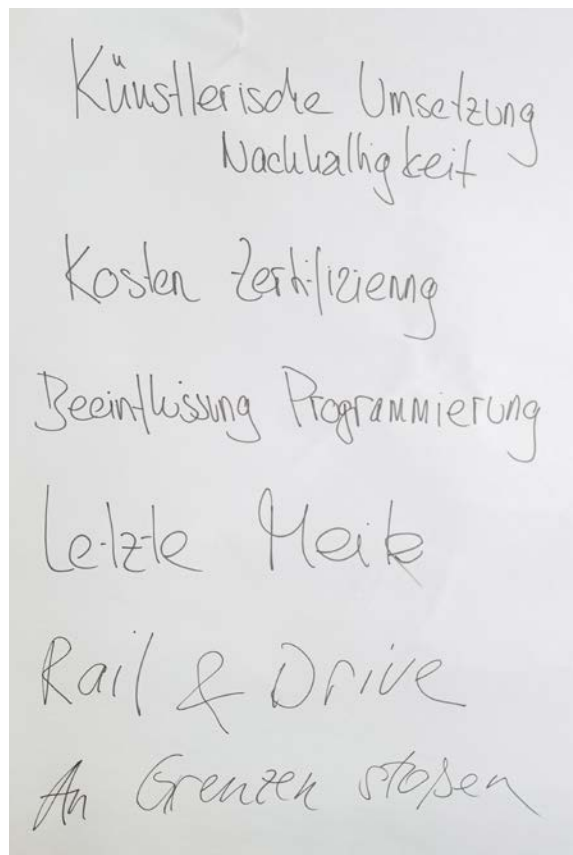 Künstlerische Umsetzung
Nachhaltigkeit
Kosten Zertifizierung
Beeinflussung Programmierung
Letzte Meile
Rail & Drive
An Grenzen stoßen